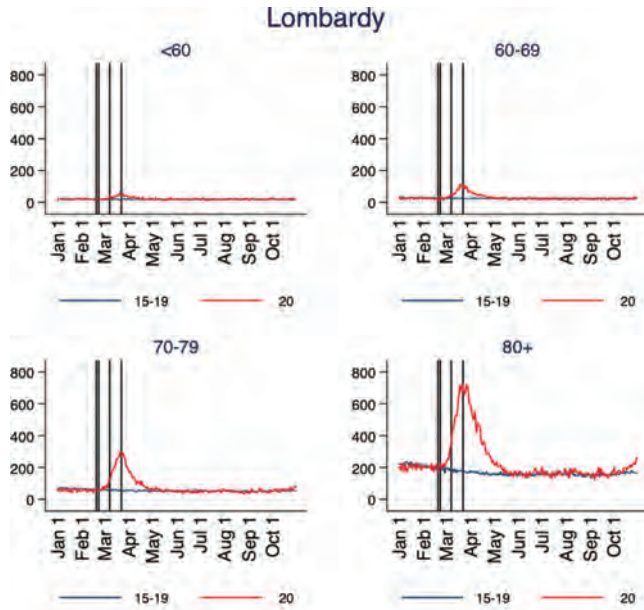 Lombardy
<60
800
600
400
200
0
Jan 1
Feb 1
Mar 1
Apr 1
May 1
Jun 1
Jul 1
Aug 1
Sep 1
Oct 1
15-19 20
60-69
800
600
400
200
0
Jan 1
Feb 1
Mar 1
Apr 1
May 1
Jun 1
Jul 1
Aug 1
Sep 1
Oct 1
15-19 20
70-79
800
600
400
200
0
Jan 1
Feb 1
Mar 1
Apr 1
May 1
Jun 1
Jul 1
Aug 1
Sep 1
Oct 1
15-19 20
80+
800
600
400
200
0
Jan 1
Feb 1
Mar 1
Apr 1
May 1
Jun 1
Jul 1
Aug 1
Sep 1
Oct 1
15-19 20